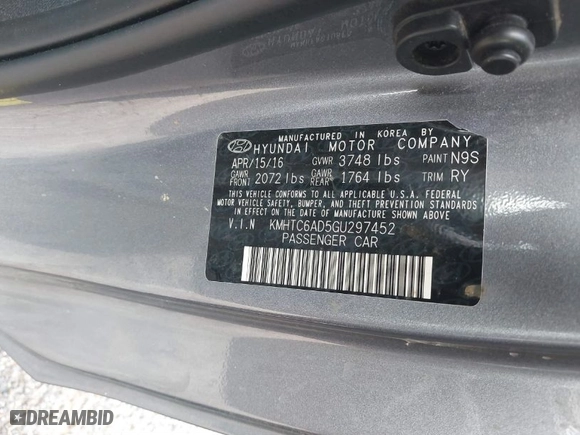 MANUFACTURED IN KOREA BY
HYUNDAI MOTOR COMPANY
APR/15/16 GVWR 3748 lbs PAINT N9S
GAWR FRONT 2072 lbs GAWR REAR 1764 lbs TRIM RY
THIS VEHICLE CONFORMS TO ALL APPLICABLE U.S.A. FEDERAL
MOTOR VEHICLE SAFETY, BUMPER, AND THEFT PREVENTION
STANDARDS IN EFFECT ON THE DATE OF MANUFACTURE SHOWN ABOVE.
V.I.N KMHTC6AD5GU297452
PASSENGER CAR
DREAMBID